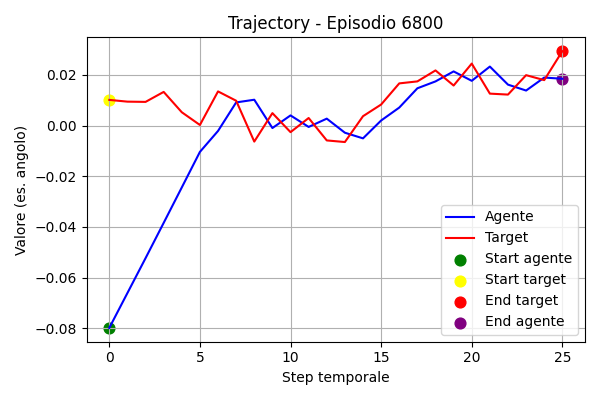 Trajectory - Episodio 6800
Valore (es. angolo)
0.02
0.00
−0.02
−0.04
−0.06
−0.08
0
5
10
15
20
25
Step temporale
Agente
Target
Start agente
Start target
End target
End agente